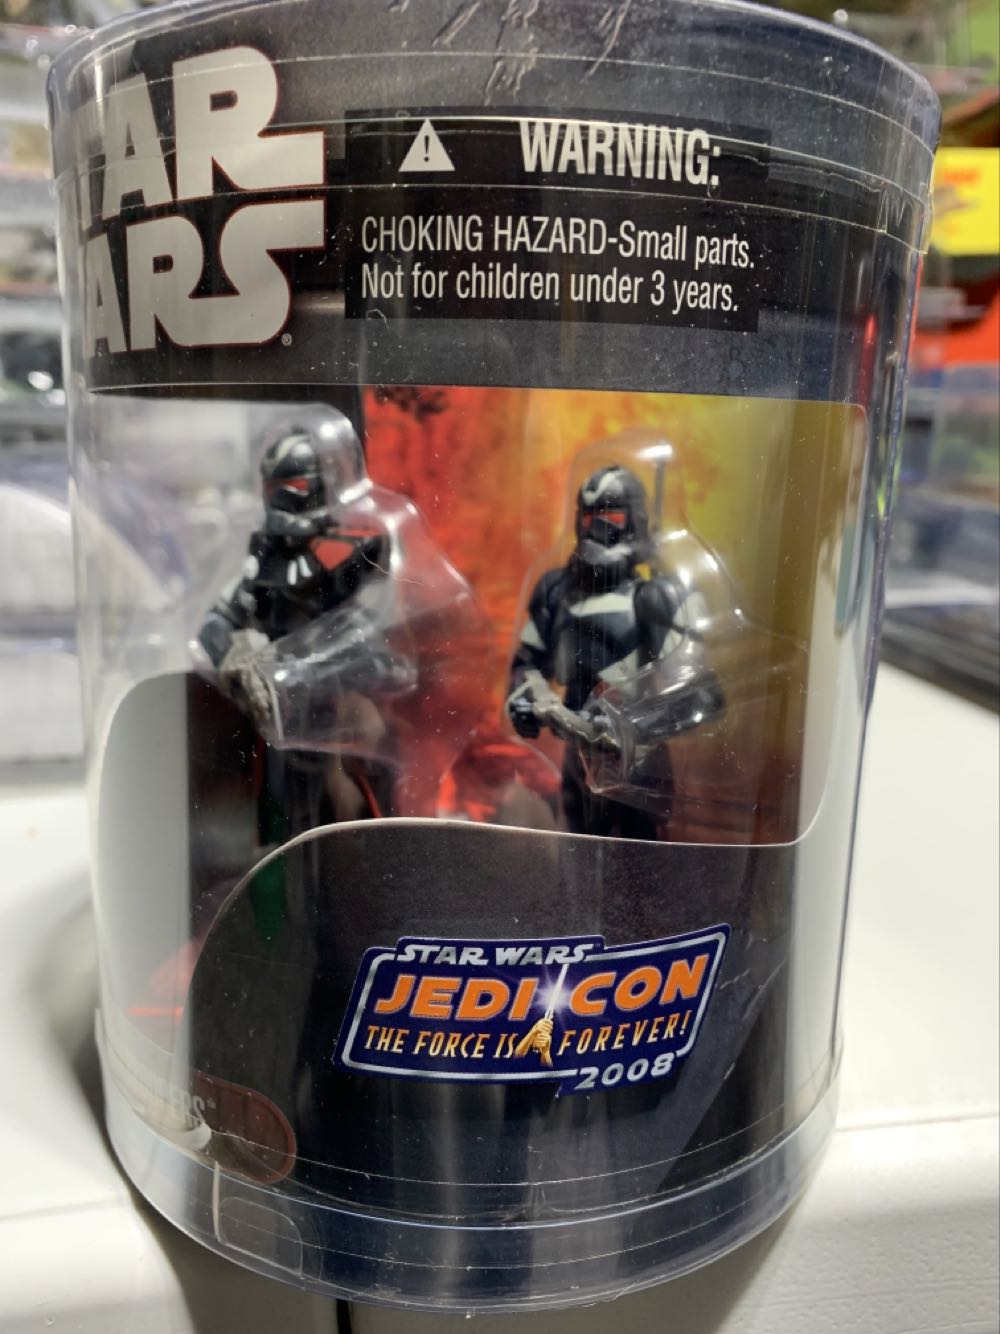 AR
ARS®
WARNING:
CHOKING HAZARD-Small parts.
Not for children under 3 years.
STAR WARS
JEDI CON
THE FORCE IS FOREVER!
2008